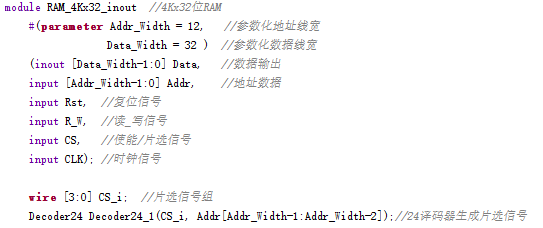 module RAM_4Kx32_inout //4Kx32位RAM
#(parameter Addr_Width = 12, //参数化地址线宽
Data_Width = 32 ) //参数化数据线宽
(inout [Data_Width-1:0] Data, //数据输出
input [Addr_Width-1:0] Addr, //地址数据
input Rst, //复位信号
input R_W, //读_写信号
input CS, //使能/片选信号
input CLK); //时钟信号
wire [3:0] CS_i; //片选信号组
Decoder24 Decoder24_1(CS_i, Addr[Addr_Width-1:Addr_Width-2]);//24译码器生成片选信号